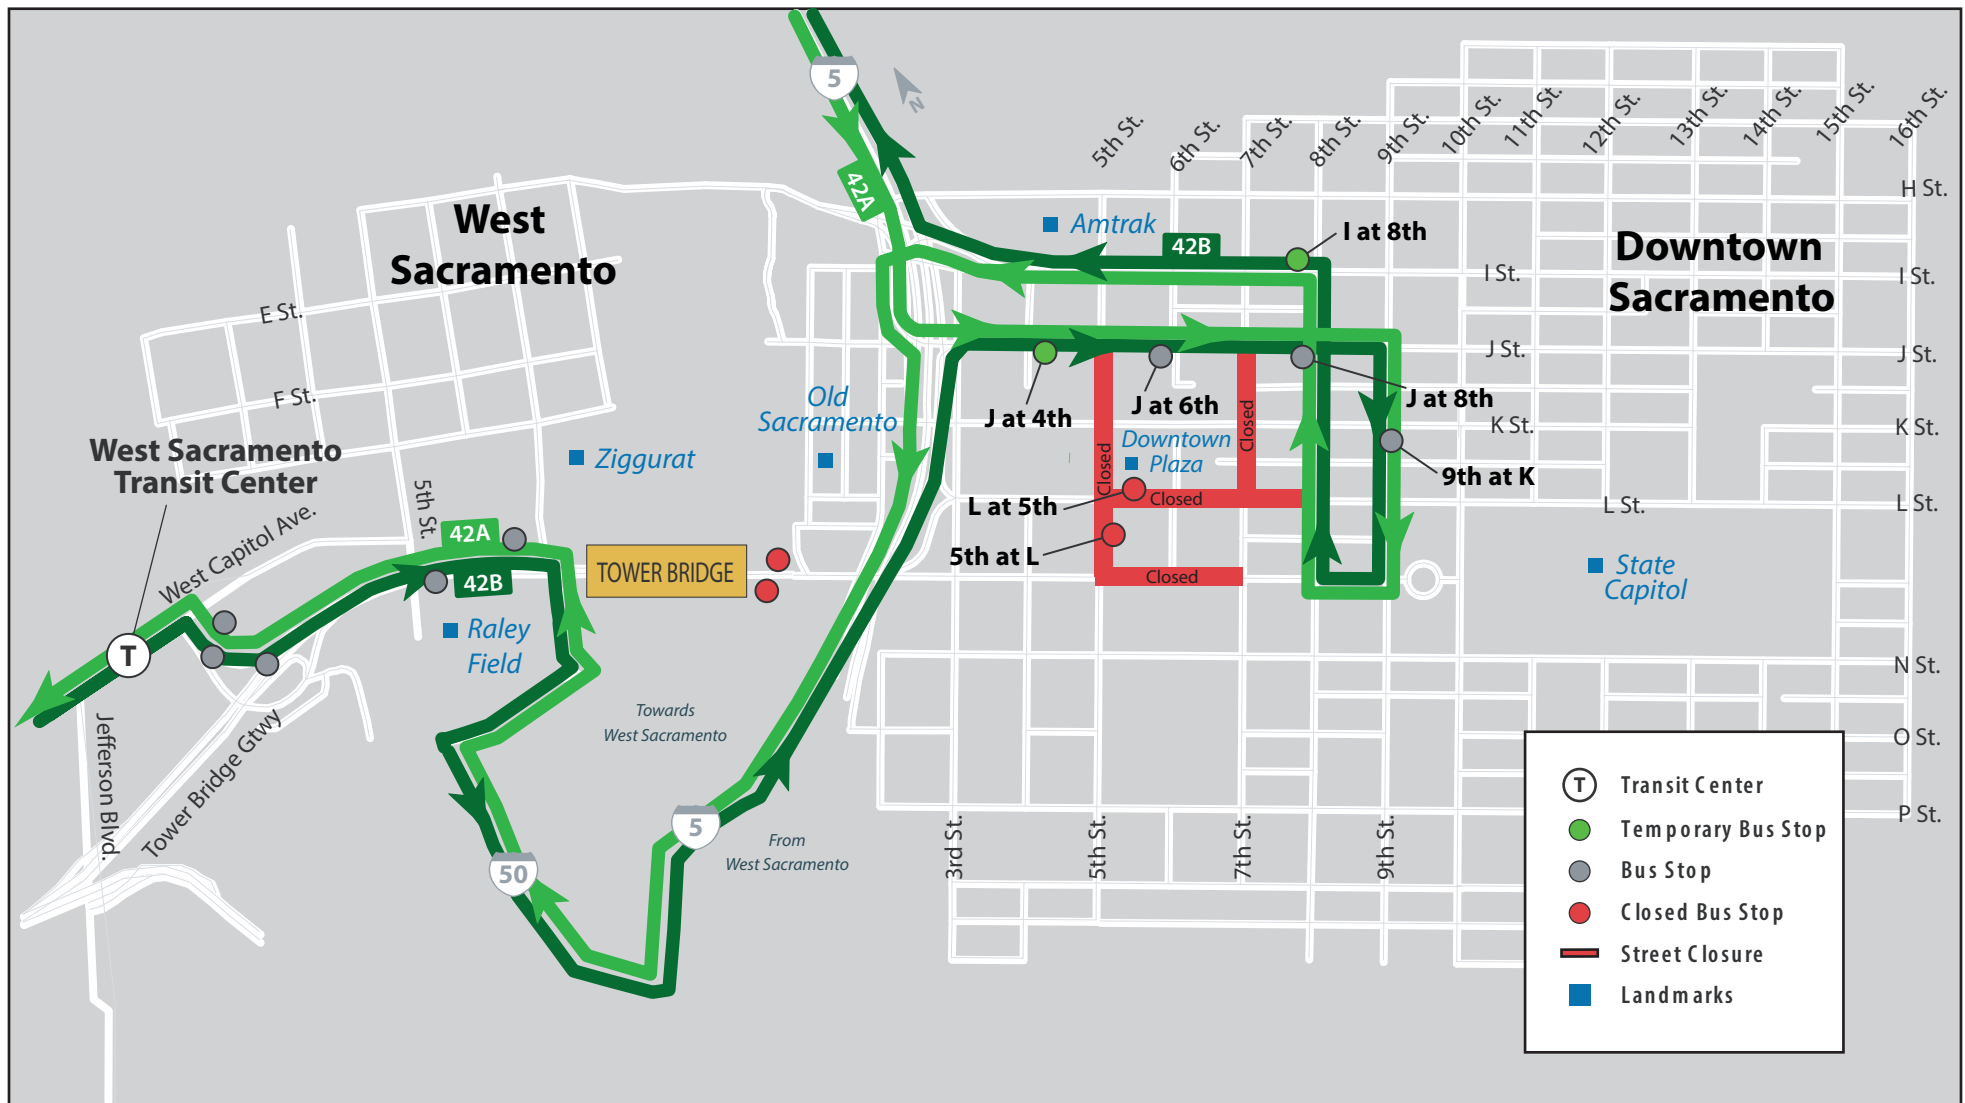 5
N
42A
5th St.
6th St.
7th St.
8th St.
9th St.
10th St.
11th St.
12th St.
13th St.
14th St.
15th St.
16th St.
H St.
West
Sacramento
Amtrak
42B
I at 8th
Downtown
Sacramento
I St.
I St.
E St.
F St.
J St.
J St.
Old
Sacramento
J at 4th
J at 6th
J at 8th
K St.
K St.
Closed
Closed
Downtown
Plaza
9th at K
West Sacramento
Transit Center
Ziggurat
5th St.
L at 5th
Closed
L St.
L St.
West Capitol Ave.
42A
42B
TOWER BRIDGE
5th at L
Closed
State
Capitol
T
Raley
Field
N St.
Jefferson Blvd.
Tower Bridge Gtwy
Towards
West Sacramento
O St.
5
From
West Sacramento
50
3rd St.
5th St.
7th St.
9th St.
P St.
T
Transit Center
Temporary Bus Stop
Bus Stop
Closed Bus Stop
Street Closure
Landmarks